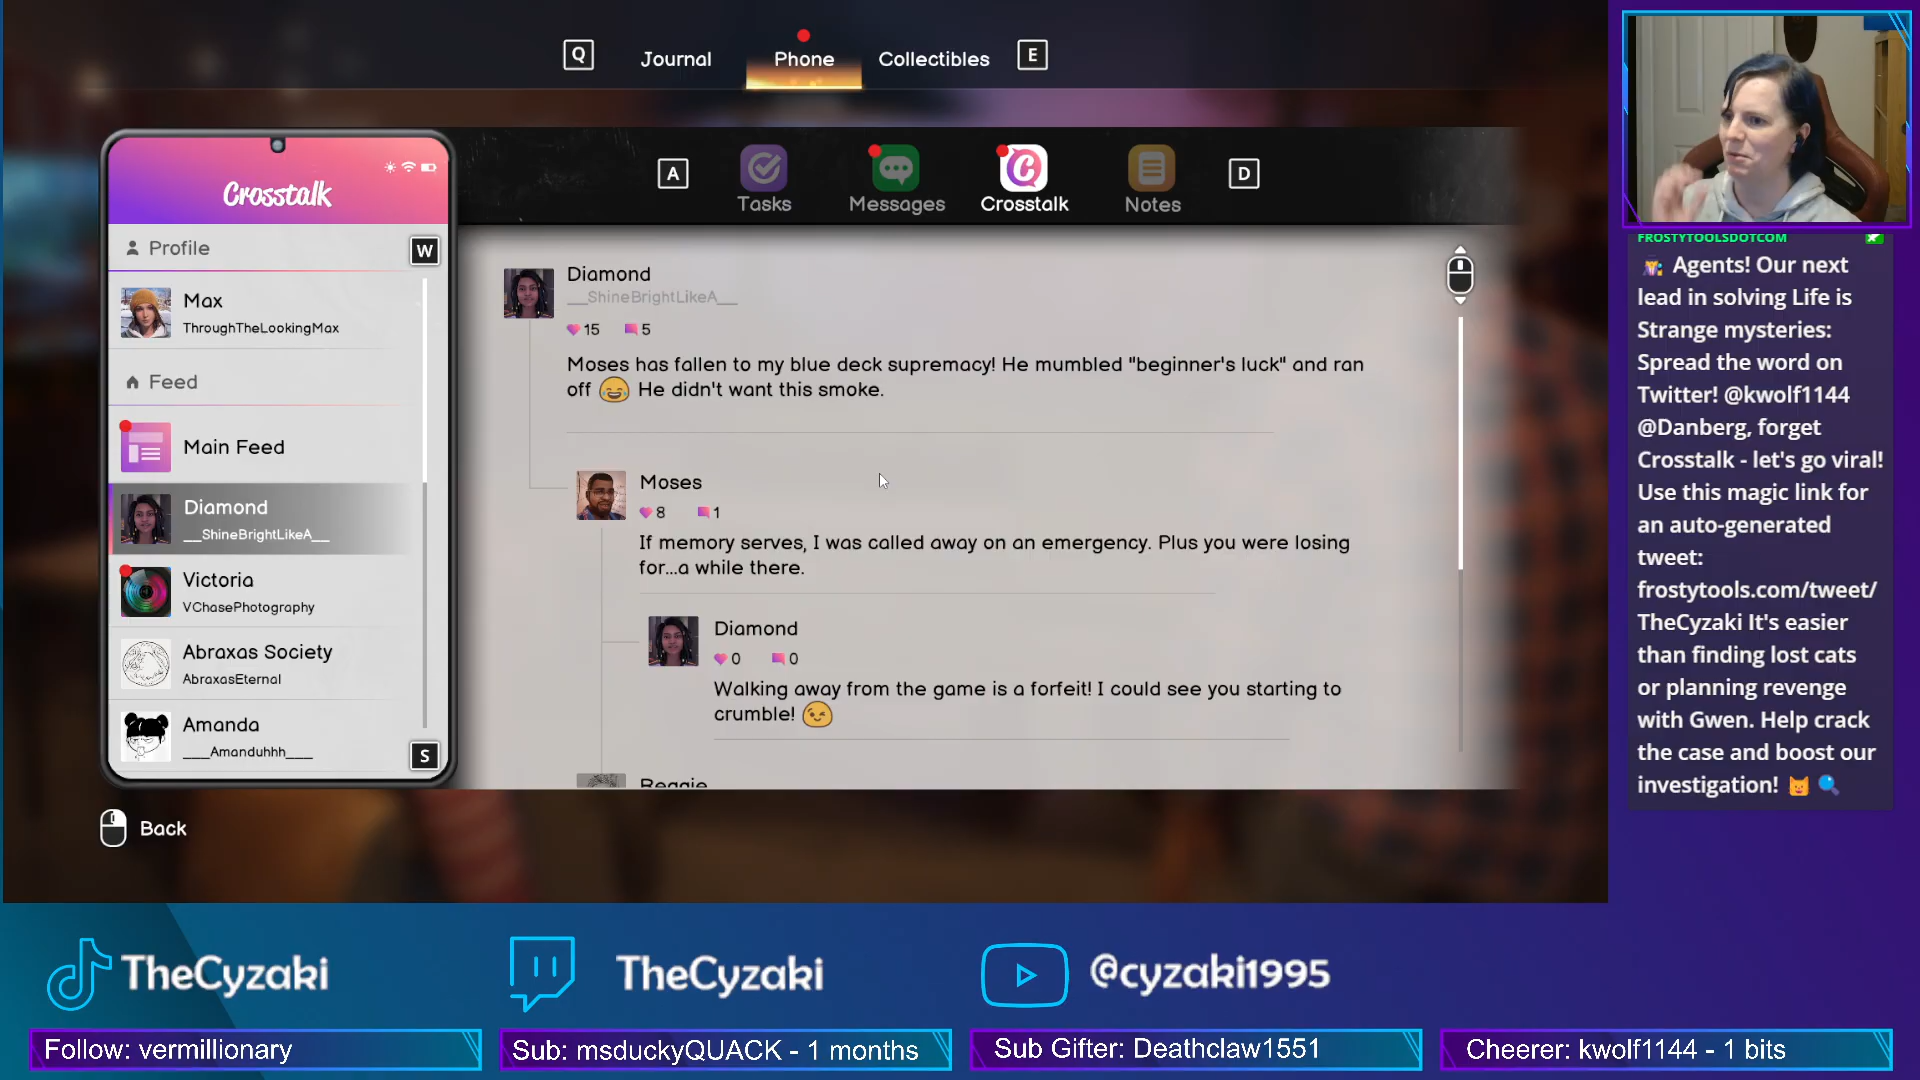 Q
Journal
Phone
Collectibles
E
Crosstalk
A
Tasks
Messages
Crosstalk
Notes
D
Profile
W
Max
ThroughTheLookingMax
Feed
Main Feed
Diamond
__ShineBrightLikeA__
Victoria
VChasePhotography
Abraxas Society
AbraxasEternal
Amanda
___Amanduhhh___
S
Back
Diamond
__ShineBrightLikeA__
15 5
Moses has fallen to my blue deck supremacy! He mumbled "beginner's luck" and ran
off 😂 He didn't want this smoke.
Moses
8 1
If memory serves, I was called away on an emergency. Plus you were losing
for...a while there.
Diamond
0 0
Walking away from the game is a forfeit! I could see you starting to
crumble! 😉
Reggie
FROSTYTOOLSDOTCOM
Agents! Our next
lead in solving Life is
Strange mysteries:
Spread the word on
Twitter! @kwolf1144
@Danberg, forget
Crosstalk - let's go viral!
Use this magic link for
an auto-generated
tweet:
frostytools.com/tweet/
TheCyzaki It's easier
than finding lost cats
or planning revenge
with Gwen. Help crack
the case and boost our
investigation! 😺 🔍
TheCyzaki
TheCyzaki
@cyzaki1995
Follow: vermillionary
Sub: msduckyQUACK - 1 months
Sub Gifter: Deathclaw1551
Cheerer: kwolf1144 - 1 bits